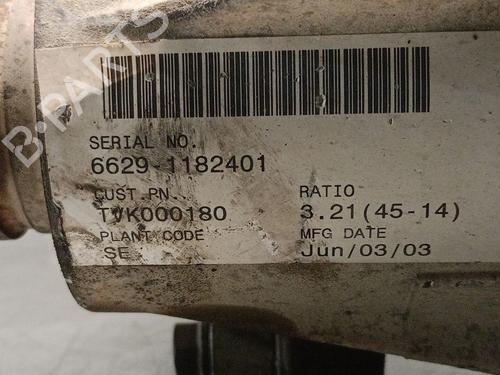 B-PARTS
SERIAL NO.
6629-1182401
CUST.PN..
TVK000180
PLANT CODE
SE
RATIO
3.21(45-14)
MFG DATE
Jun/03/03